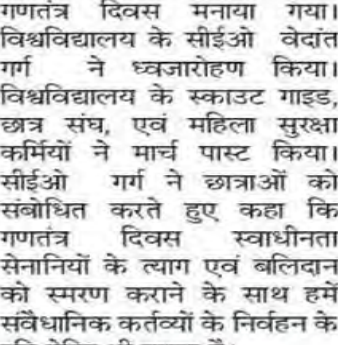 गणतंत्र दिवस मनाया गया।
विश्वविद्यालय के सीईओ वेदांत
गर्ग ने ध्वजारोहण किया।
विश्वविद्यालय के स्काउट गाइड,
छात्र संघ, एवं महिला सुरक्षा
कर्मियों ने मार्च पास्ट किया।
सीईओ गर्ग ने छात्राओं को
संबोधित करते हुए कहा कि
गणतंत्र दिवस स्वाधीनता
सेनानियों के त्याग एवं बलिदान
को स्मरण कराने के साथ हमें
संवैधानिक कर्तव्यों के निर्वहन के